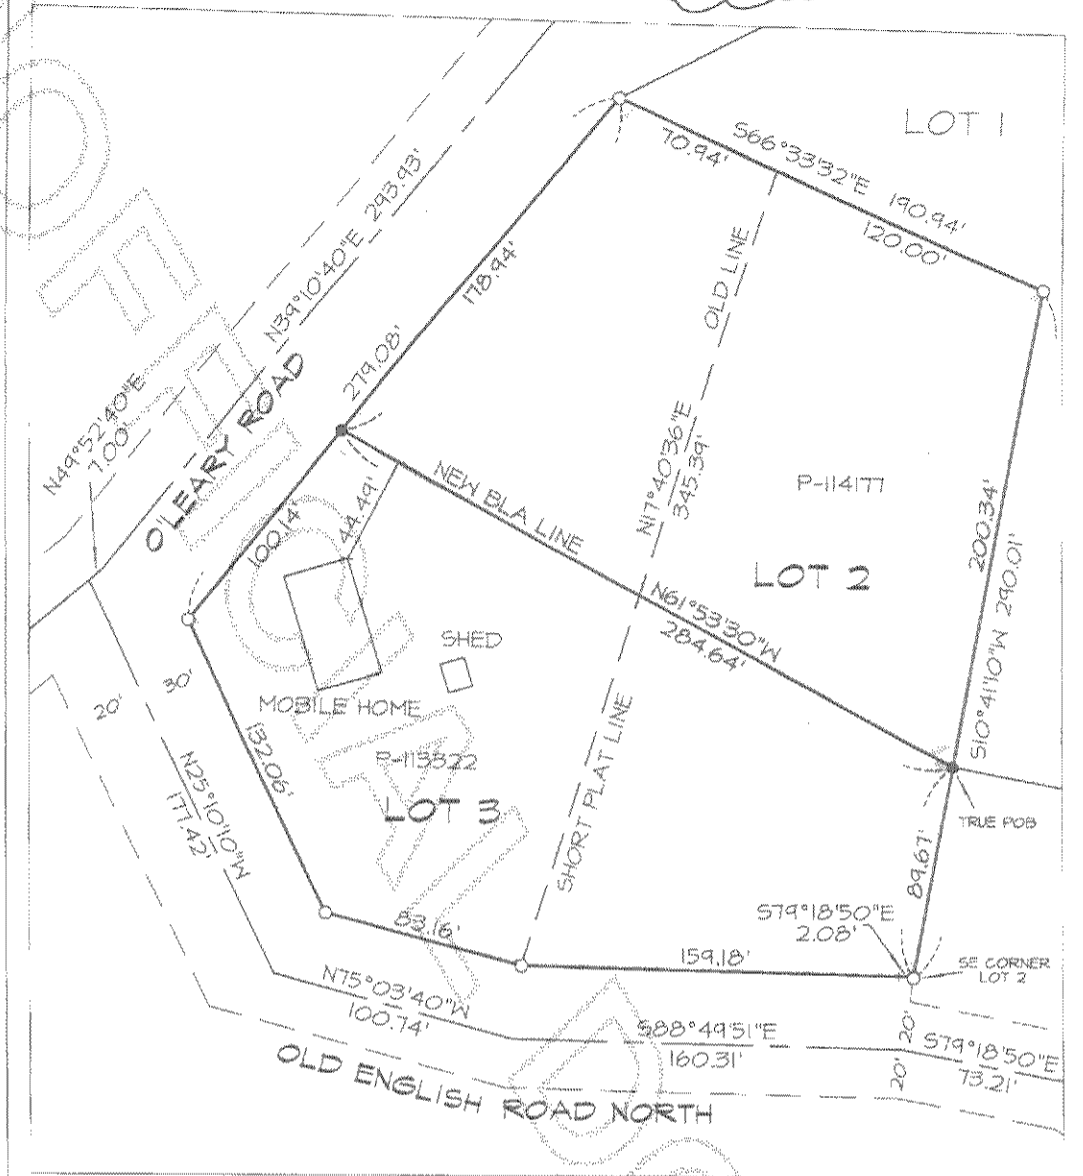 LOT 1
S66°33'32"E 190.94'
70.94'
120.00'
N39°10'40"E 293.93'
178.94'
OLD LINE
279.08'
N49°52'40"E
7.00'
O'LEARY ROAD
N17°40'36"E
345.39'
P-114177
LOT 2
NEW BLA LINE
200.34'
S10°41'10"W 290.01'
44.49'
100.14'
N61°53'30"W
284.64'
SHED
MOBILE HOME
20'
30'
132.06'
P-113322
LOT 3
SHORT PLAT LINE
TRUE POB
N25°10'10"W
177.42'
89.67'
S79°18'50"E
2.08'
83.16'
159.18'
SE CORNER
LOT 2
N75°03'40"W
100.74'
S88°49'51"E
160.31'
20'
20'
S79°18'50"E
73.21'
OLD ENGLISH ROAD NORTH